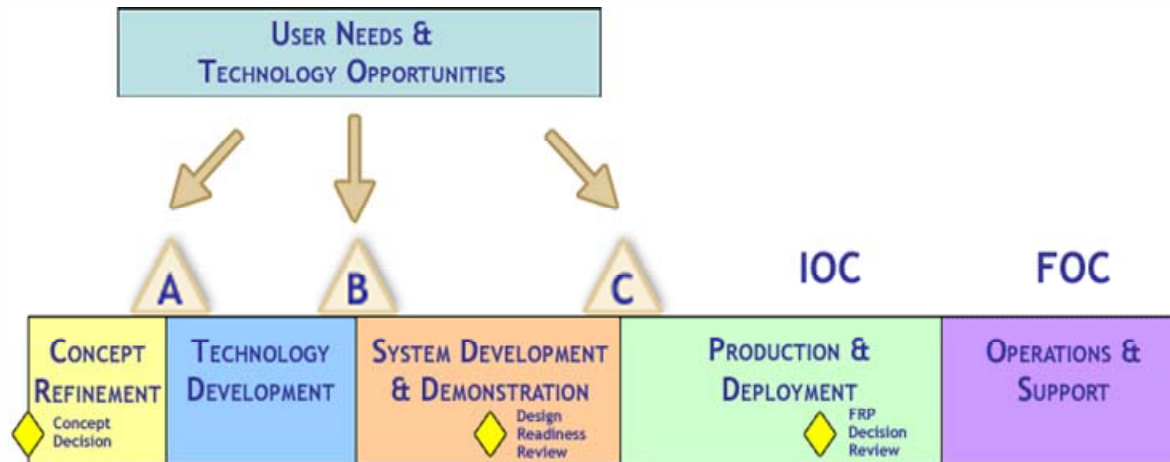 USER NEEDS &
TECHNOLOGY OPPORTUNITIES
A
B
C
IOC
FOC
CONCEPT
REFINEMENT
Concept
Decision
TECHNOLOGY
DEVELOPMENT
SYSTEM DEVELOPMENT
& DEMONSTRATION
Design
Readiness
Review
PRODUCTION &
DEPLOYMENT
FRP
Decision
Review
OPERATIONS &
SUPPORT